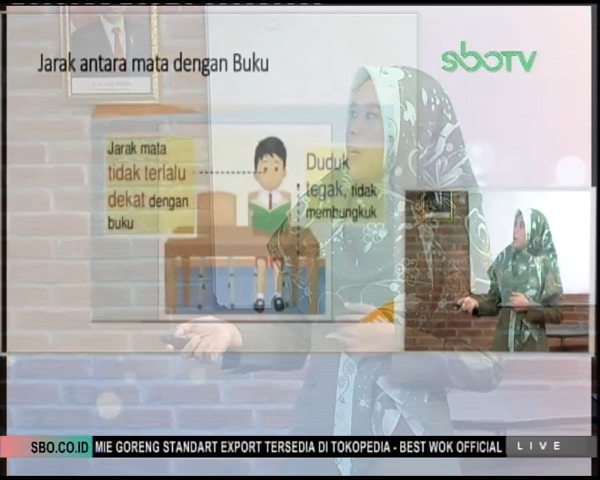 Jarak antara mata dengan Buku
sboTV
Jarak mata
tidak terlalu
dekat dengan
buku
Duduk
tegak, tidak
membungkuk
SBO.CO.ID
MIE GORENG STANDART EXPORT TERSEDIA DI TOKOPEDIA - BEST WOK OFFICIAL
LIVE